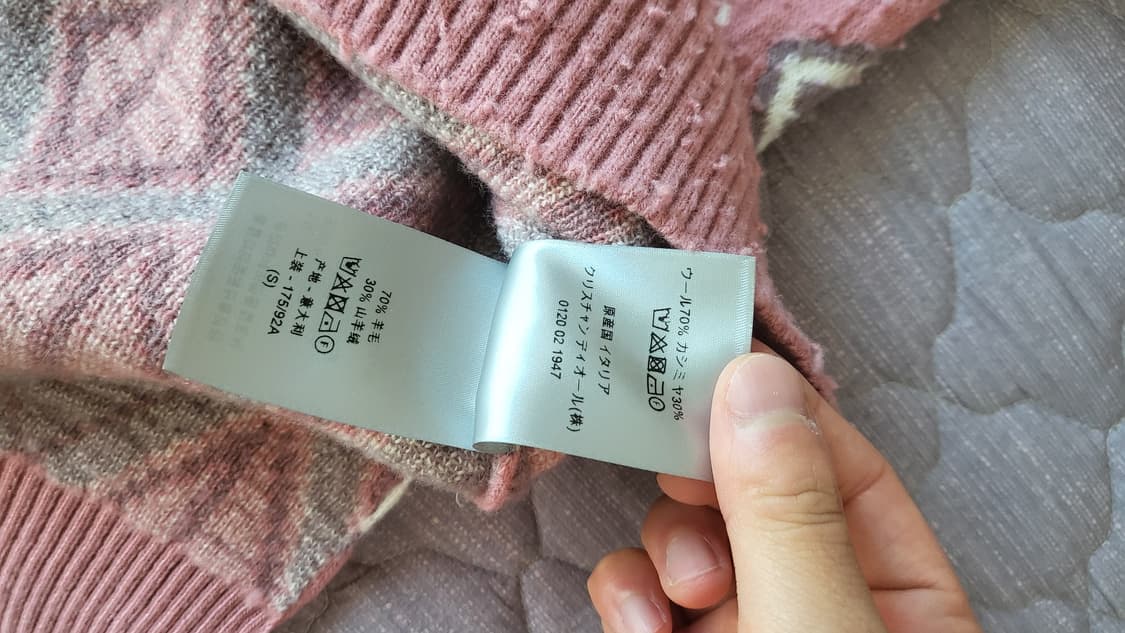 70% 羊毛
30% 山羊绒
F
产地 - 意大利
上装 - 175/92A
(S)
ウール70% カシミヤ30%
F
原産国イタリア
クリスチャン ディオール(株)
0120 02 1947